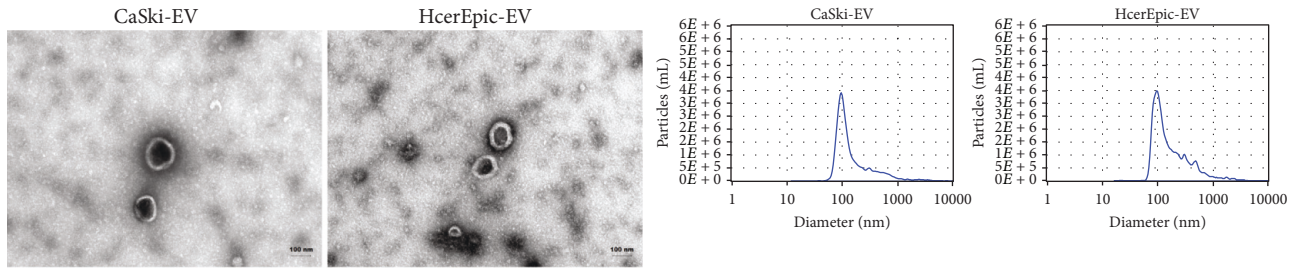 CaSki-EV
HcerEpic-EV
100 nm
100 nm
CaSki-EV
Particles (mL)
6E + 6
5E + 6
5E + 6
4E + 6
4E + 6
3E + 6
3E + 6
2E + 6
2E + 6
1E + 6
1E + 6
5E + 5
0E + 0
1
10
100
1000
10000
Diameter (nm)
HcerEpic-EV
Particles (mL)
6E + 6
5E + 6
5E + 6
4E + 6
4E + 6
3E + 6
3E + 6
2E + 6
2E + 6
1E + 6
1E + 6
5E + 5
0E + 0
1
10
100
1000
10000
Diameter (nm)